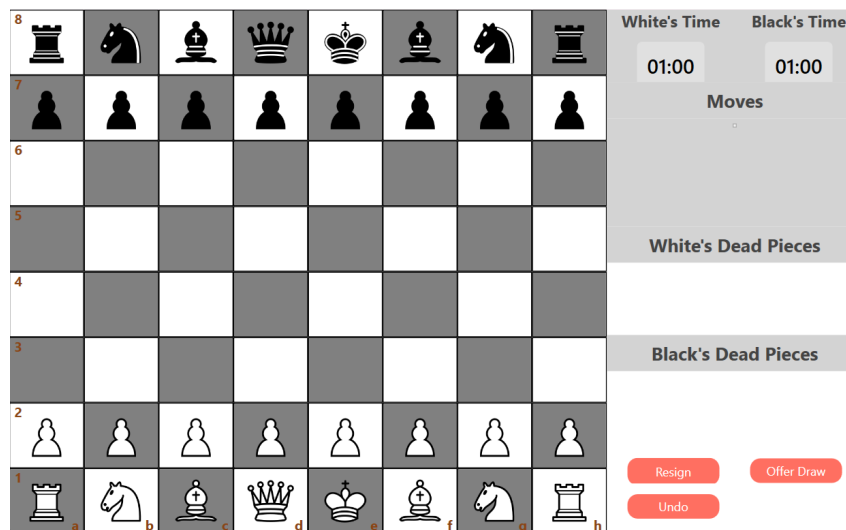 8
7
6
5
4
3
2
1
a b c d e f g h
White's Time Black's Time
01:00 01:00
Moves
White's Dead Pieces
Black's Dead Pieces
Resign Offer Draw
Undo